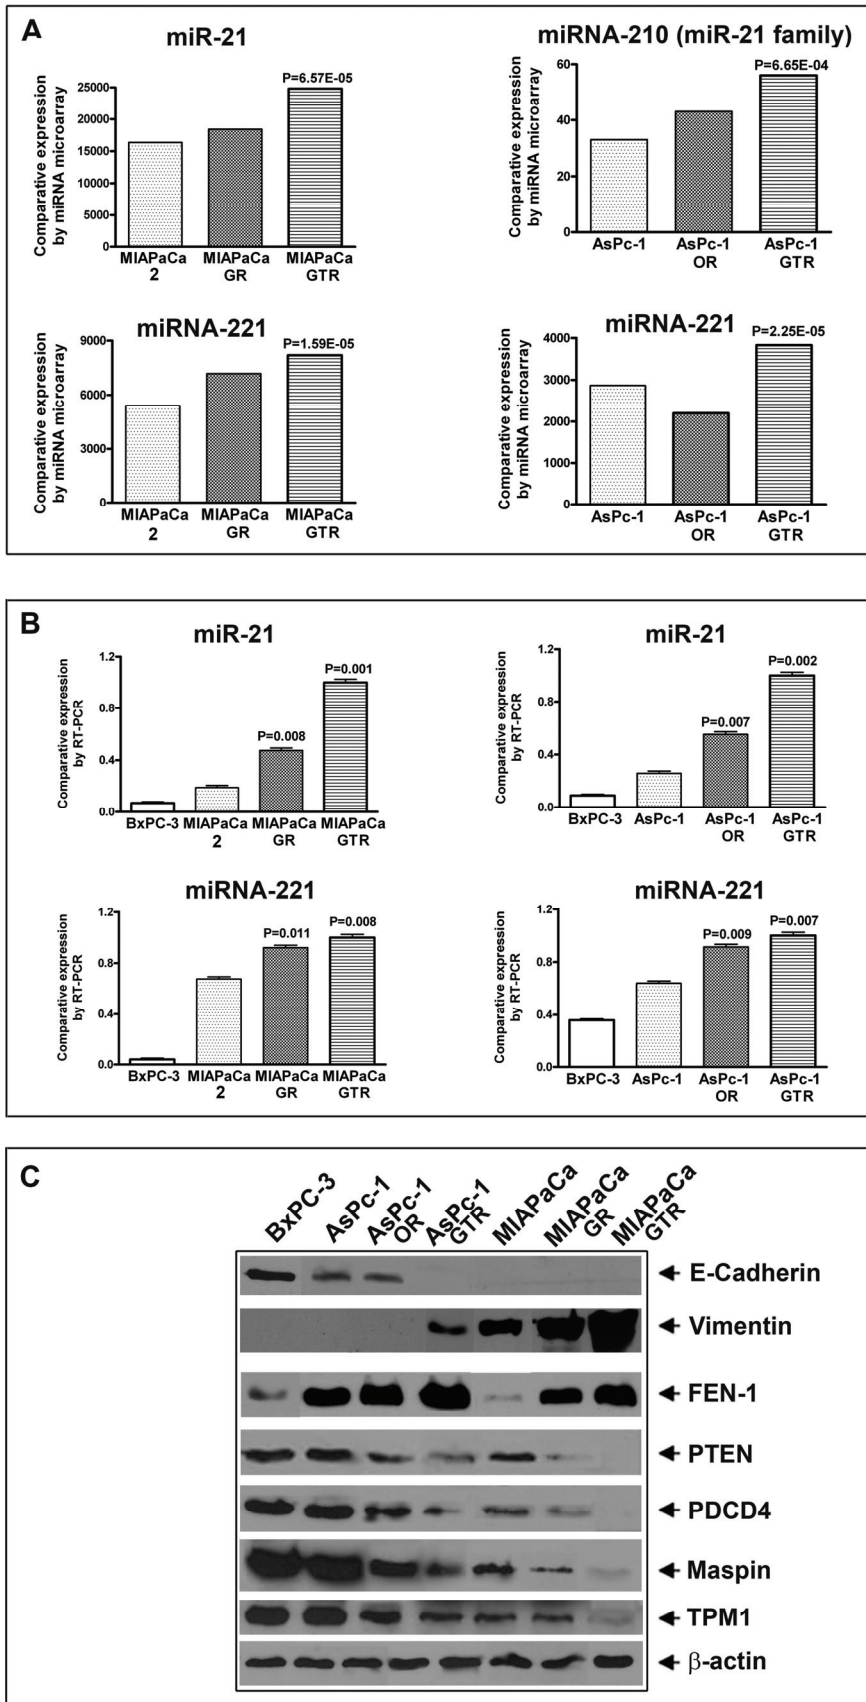 A
miR-21
Comparative expression
by miRNA microarray
25000
20000
15000
10000
5000
0
P=6.57E-05
MIAPaCa
2
MIAPaCa
GR
MIAPaCa
GTR
miRNA-210 (miR-21 family)
Comparative expression
by miRNA microarray
60
40
20
0
P=6.65E-04
AsPc-1
AsPc-1
OR
AsPc-1
GTR
miRNA-221
Comparative expression
by miRNA microarray
9000
6000
3000
0
P=1.59E-05
MIAPaCa
2
MIAPaCa
GR
MIAPaCa
GTR
miRNA-221
Comparative expression
by miRNA microarray
4000
3000
2000
1000
0
P=2.25E-05
AsPc-1
AsPc-1
OR
AsPc-1
GTR
B
miR-21
Comparative expression
by RT-PCR
1.2
0.8
0.4
0.0
P=0.008
P=0.001
BxPC-3
MIAPaCa
2
MIAPaCa
GR
MIAPaCa
GTR
miR-21
Comparative expression
by RT-PCR
1.2
0.8
0.4
0.0
P=0.007
P=0.002
BxPC-3
AsPc-1
AsPc-1
OR
AsPc-1
GTR
miRNA-221
Comparative expression
by RT-PCR
1.2
0.8
0.4
0.0
P=0.011
P=0.008
BxPC-3
MIAPaCa
2
MIAPaCa
GR
MIAPaCa
GTR
miRNA-221
Comparative expression
by RT-PCR
1.2
0.8
0.4
0.0
P=0.009
P=0.007
BxPC-3
AsPc-1
AsPc-1
OR
AsPc-1
GTR
C
BxPC-3
AsPc-1
AsPc-1
OR
AsPc-1
GTR
MIAPaCa
MIAPaCa
GR
MIAPaCa
GTR
E-Cadherin
Vimentin
FEN-1
PTEN
PDCD4
Maspin
TPM1
β-actin